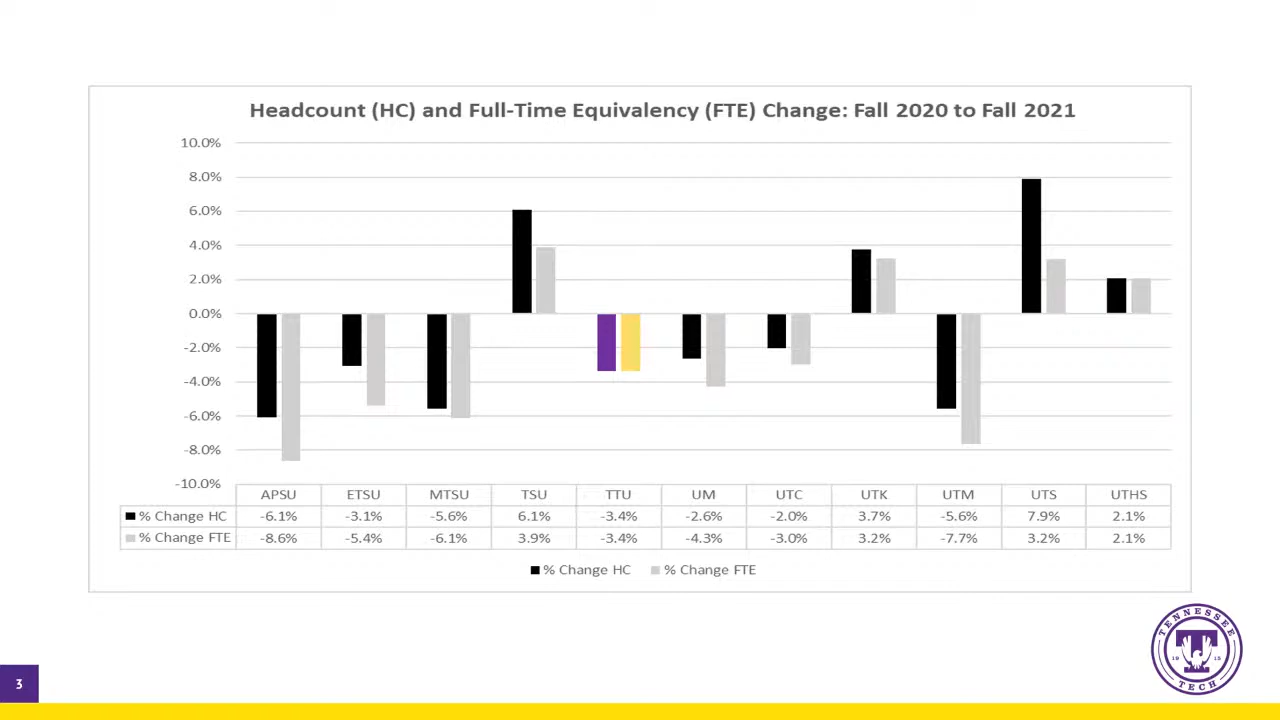 Headcount (HC) and Full-Time Equivalency (FTE) Change: Fall 2020 to Fall 2021
10.0%
8.0%
6.0%
4.0%
2.0%
0.0%
-2.0%
-4.0%
-6.0%
-8.0%
-10.0%
APSU ETSU MTSU TSU TTU UM UTC UTK UTM UTS UTHS
% Change HC -6.1% -3.1% -5.6% 6.1% -3.4% -2.6% -2.0% 3.7% -5.6% 7.9% 2.1%
% Change FTE -8.6% -5.4% -6.1% 3.9% -3.4% -4.3% -3.0% 3.2% -7.7% 3.2% 2.1%
% Change HC % Change FTE
TENNESSEE
T
19 15
TECH
3